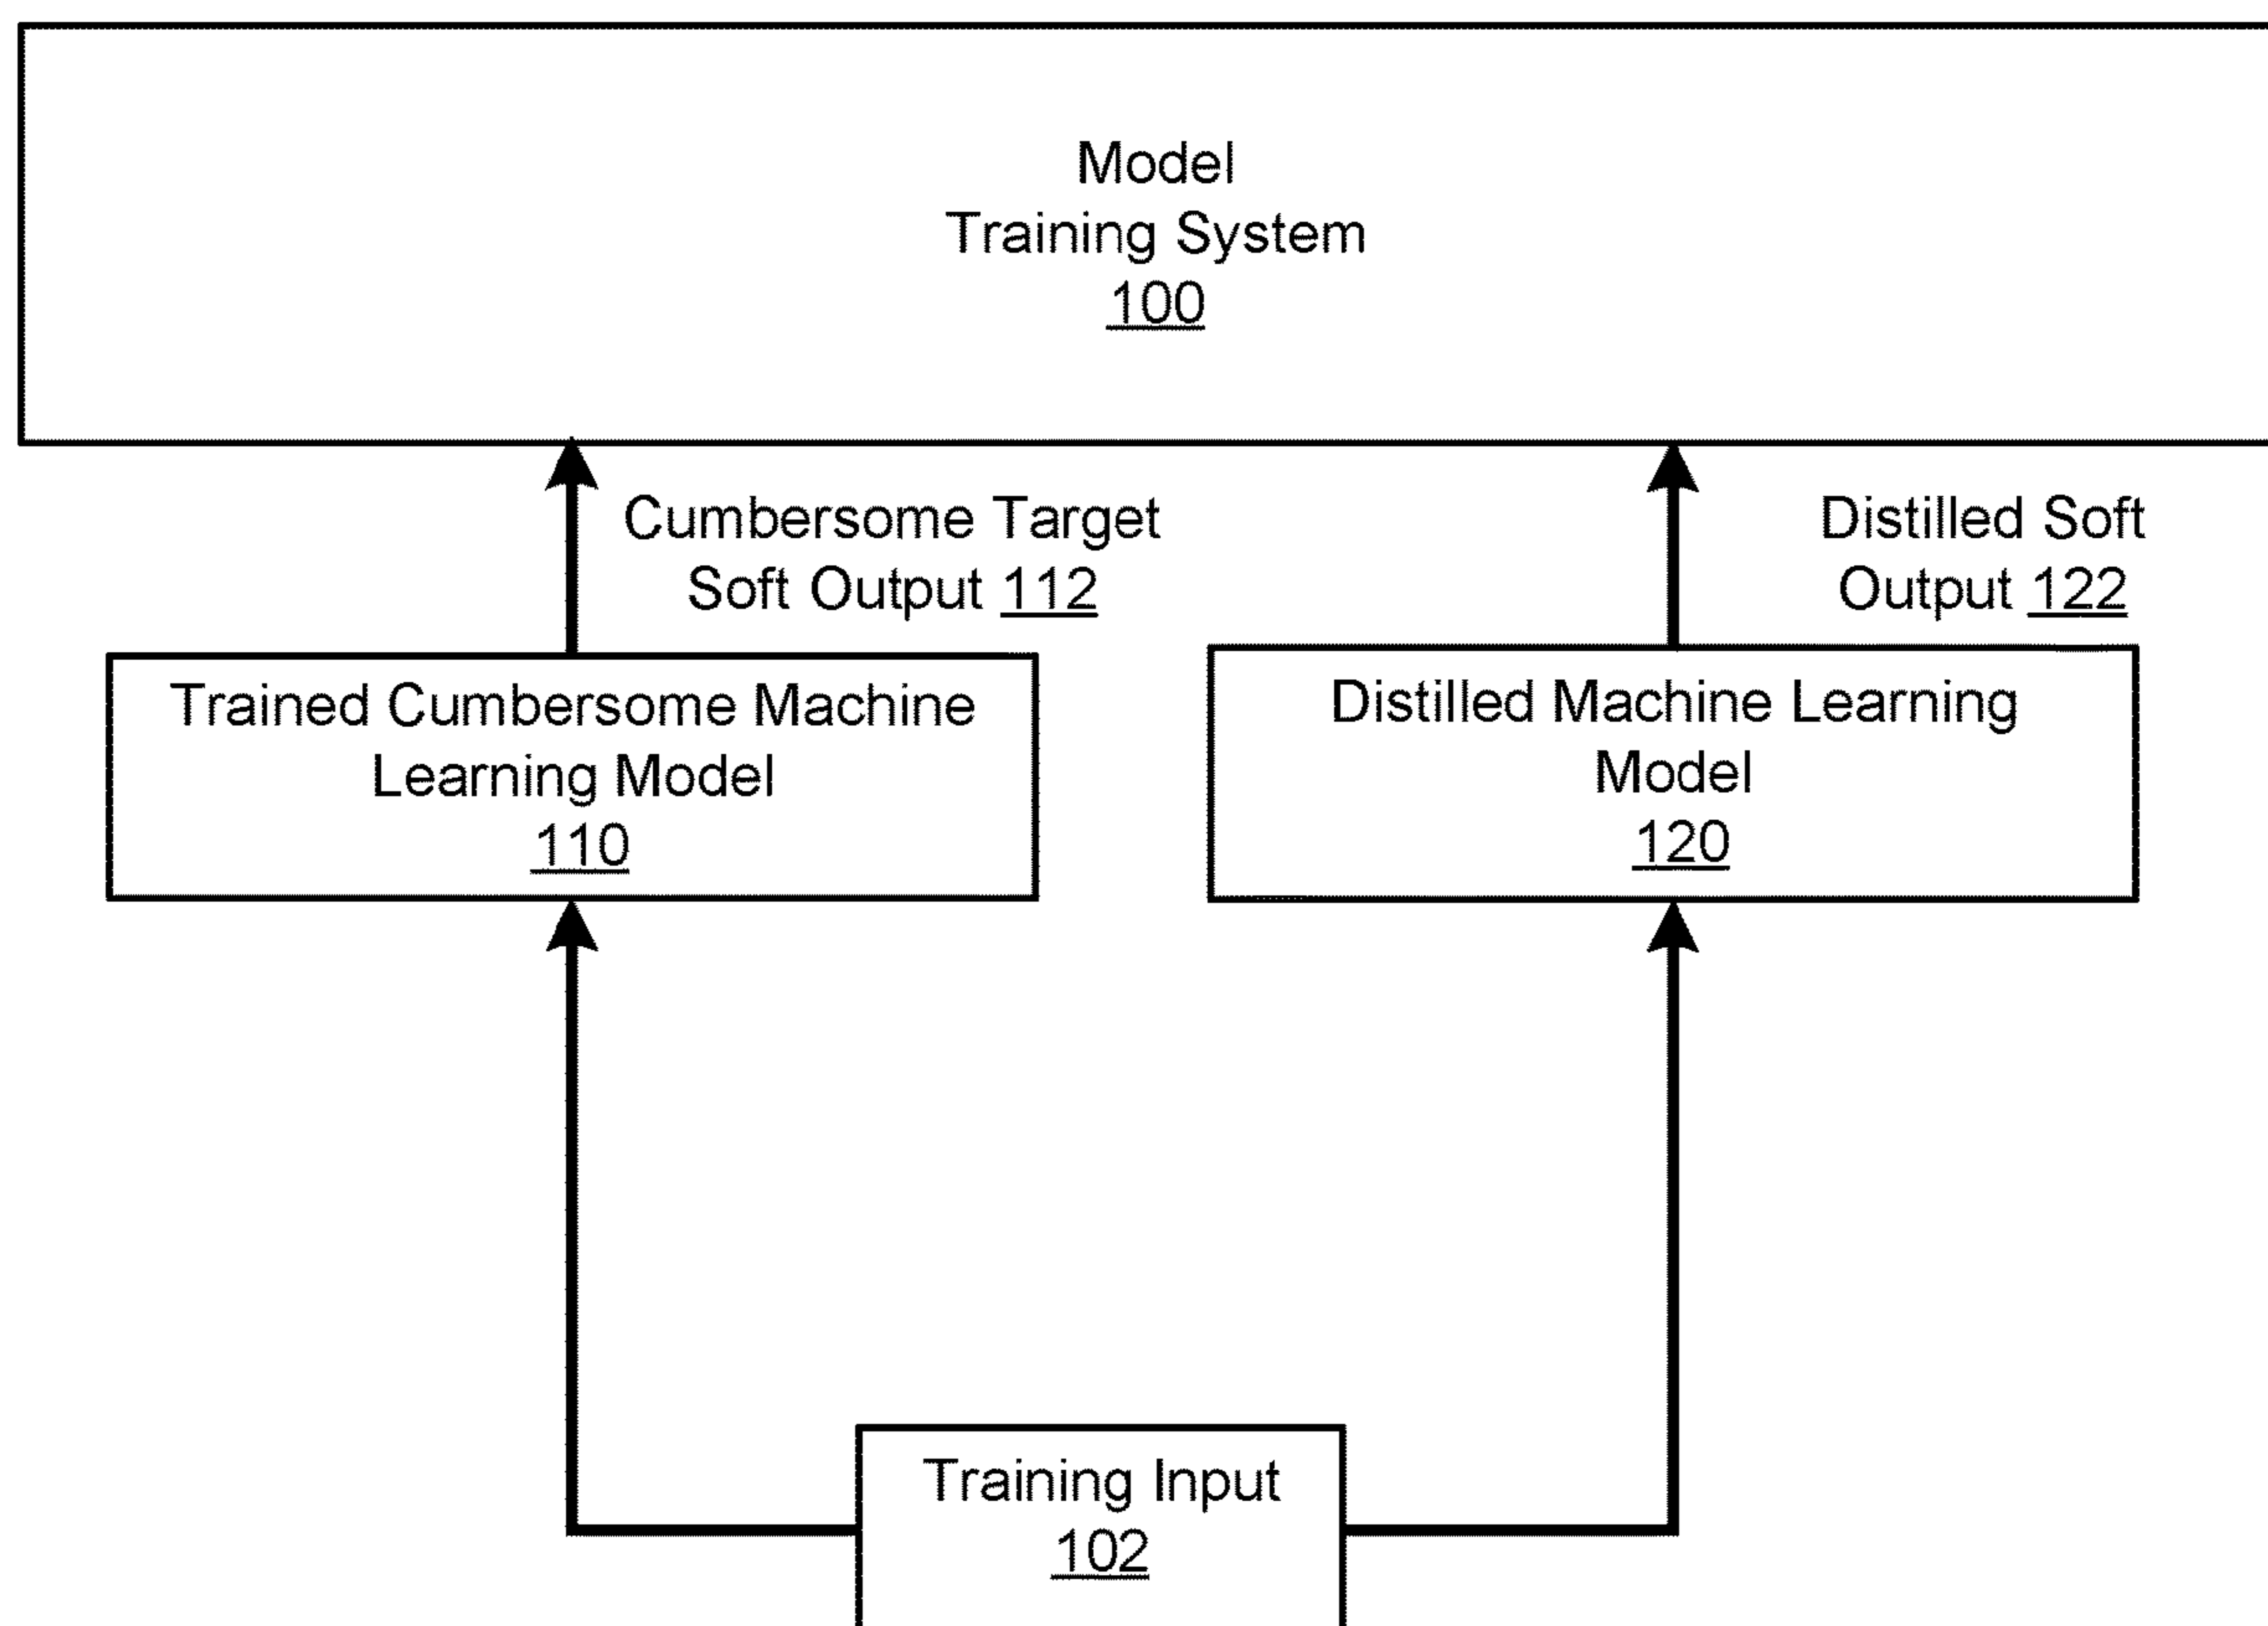 Model
Training System
100
Cumbersome Target
Soft Output 112
Distilled Soft
Output 122
Trained Cumbersome Machine
Learning Model
110
Distilled Machine Learning
Model
120
Training Input
102